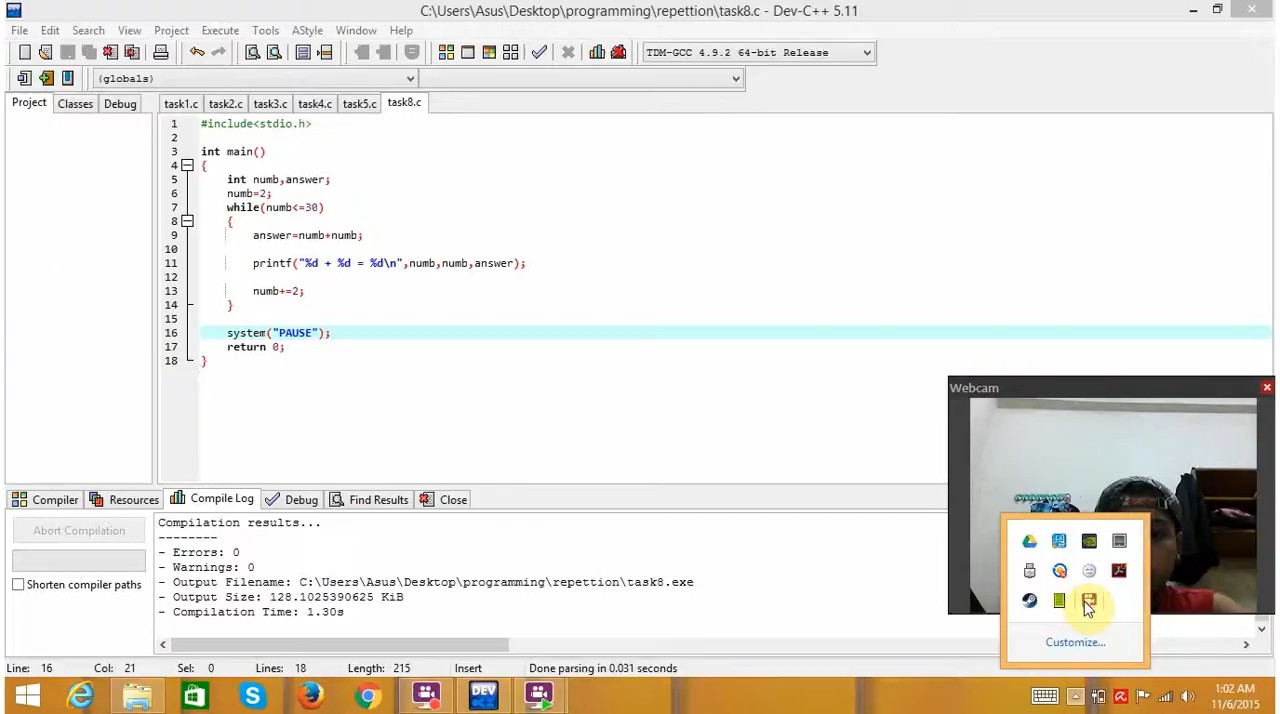 C:\Users\Asus\Desktop\programming\repettion\task8.c - Dev-C++ 5.11
File Edit Search View Project Execute Tools AStyle Window Help
TDM-GCC 4.9.2 64-bit Release
(globals)
Project Classes Debug task1.c task2.c task3.c task4.c task5.c task8.c
1 #include<stdio.h>
2
3 int main()
4 {
5 int numb,answer;
6 numb=2;
7 while(numb<=30)
8 {
9 answer=numb+numb;
10
11 printf("%d + %d = %d\n",numb,numb,answer);
12
13 numb+=2;
14 }
15
16 system("PAUSE");
17 return 0;
18 }
Webcam
Compiler Resources Compile Log Debug Find Results Close
Abort Compilation
Shorten compiler paths
Compilation results...
--------
- Errors: 0
- Warnings: 0
- Output Filename: C:\Users\Asus\Desktop\programming\repettion\task8.exe
- Output Size: 128.1025390625 KiB
- Compilation Time: 1.30s
Customize...
Line: 16 Col: 21 Sel: 0 Lines: 18 Length: 215 Insert Done parsing in 0.031 seconds
DEV
1:02 AM
11/6/2015